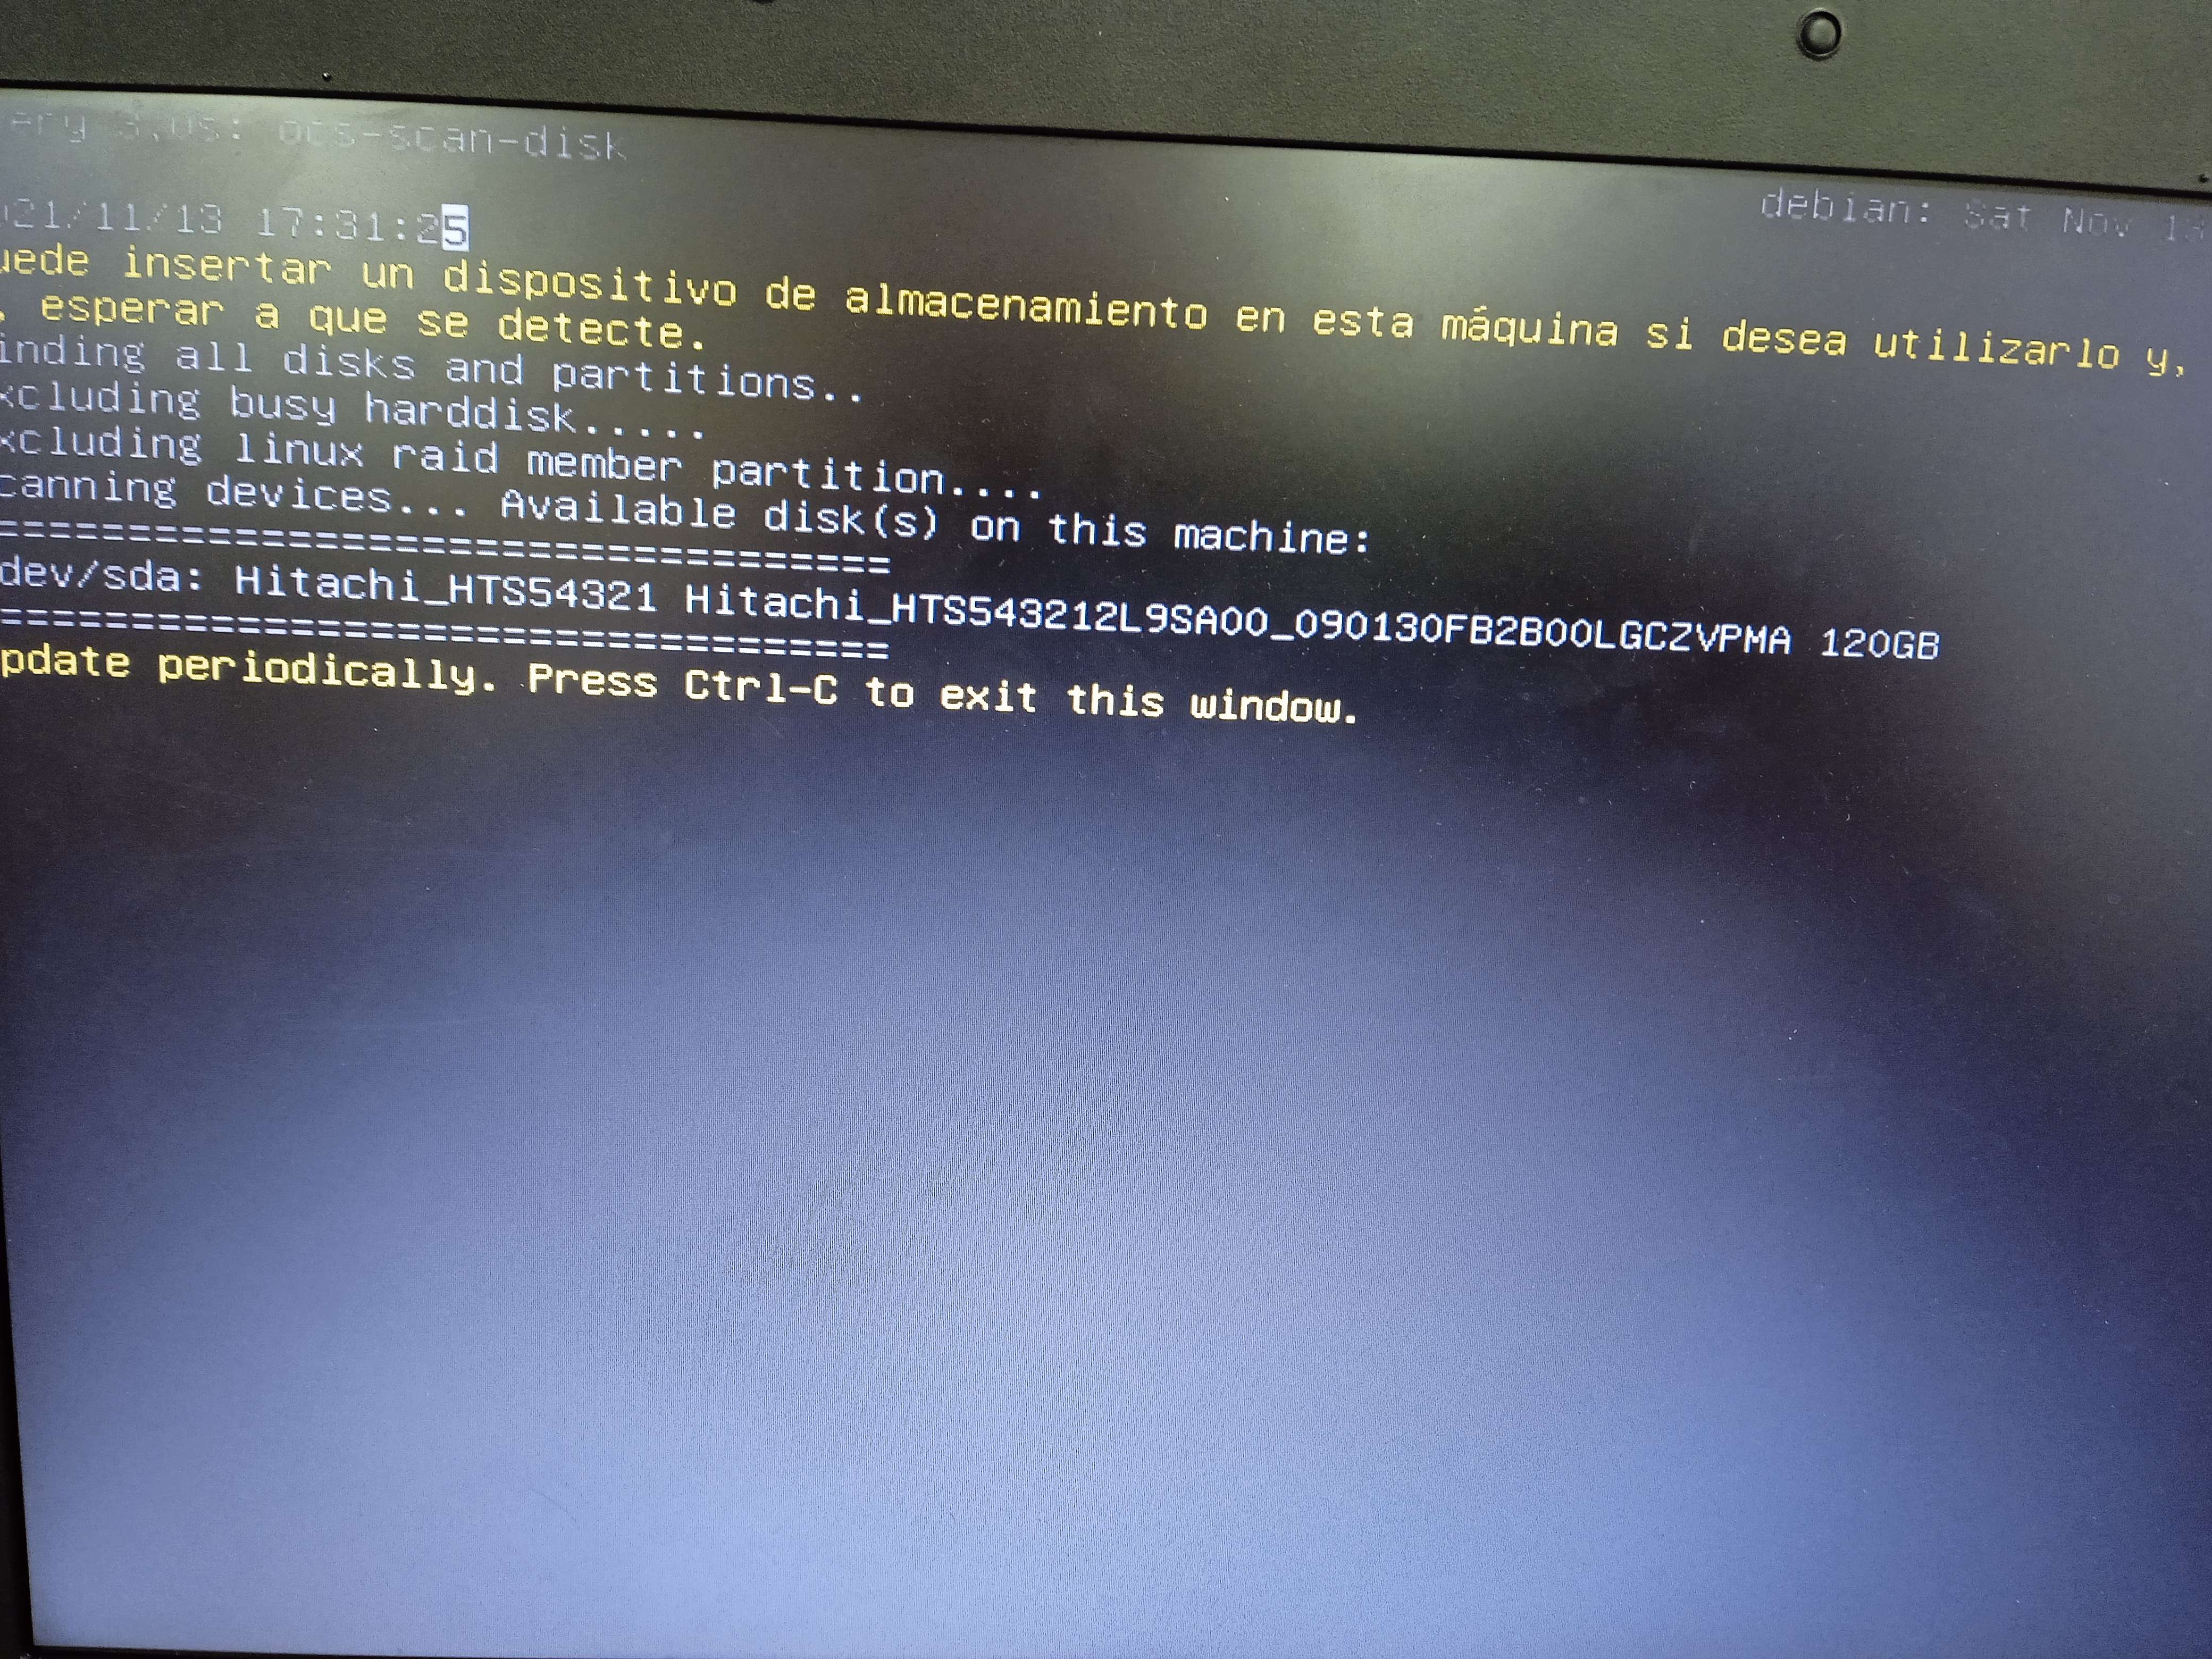 ery 3,0s: ocs-scan-disk
debian: Sat Nov 13
021/11/13 17:31:25
uede insertar un dispositivo de almacenamiento en esta máquina si desea utilizarlo y,
, esperar a que se detecte.
inding all disks and partitions..
xcluding busy harddisk.....
xcluding linux raid member partition....
canning devices... Available disk(s) on this machine:
=================================
dev/sda: Hitachi_HTS54321 Hitachi_HTS543212L9SA00_090130FB2B00LGCZVPMA 120GB
=================================
pdate periodically. Press Ctrl-C to exit this window.